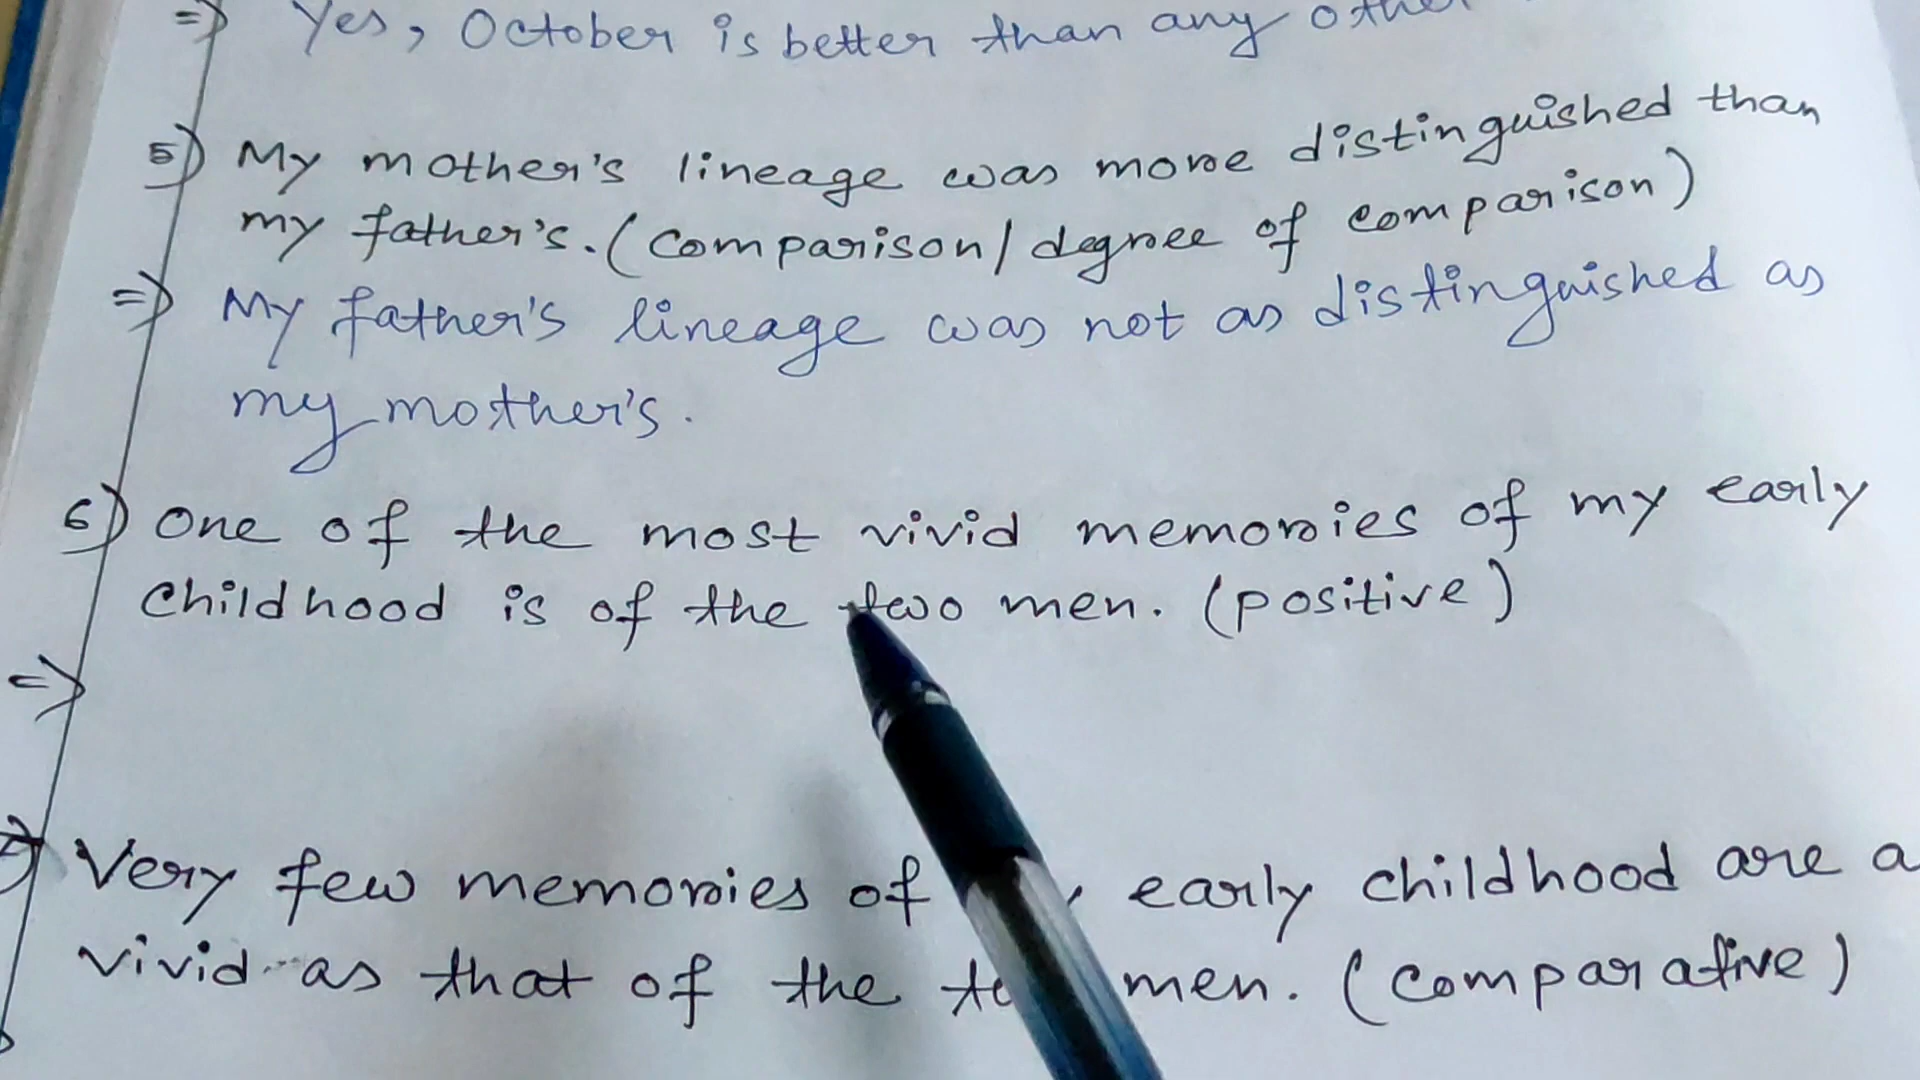 => Yes, October is better than any other
5) My mother's lineage was more distinguished than
my father's. (comparison/degree of comparison)
=> My father's lineage was not as distinguished as
my mother's.
6) One of the most vivid memories of my early
childhood is of the two men. (positive)
=>
Very few memories of early childhood are a
vivid as that of the men. (comparative)